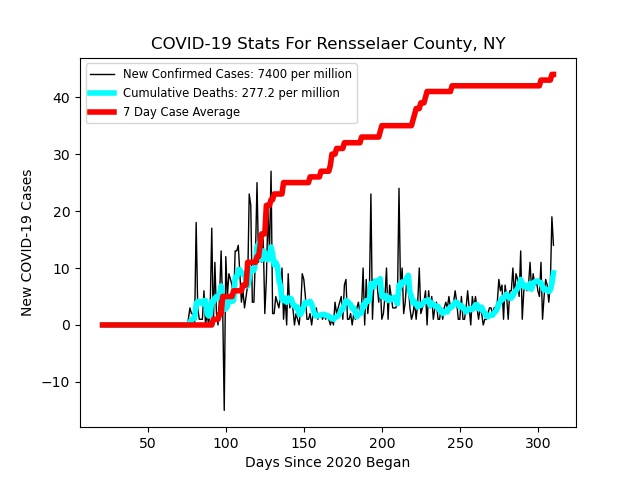 COVID-19 Stats For Rensselaer County, NY
New Confirmed Cases: 7400 per million
Cumulative Deaths: 277.2 per million
7 Day Case Average
New COVID-19 Cases
40
30
20
10
0
−10
50
100
150
200
250
300
Days Since 2020 Began